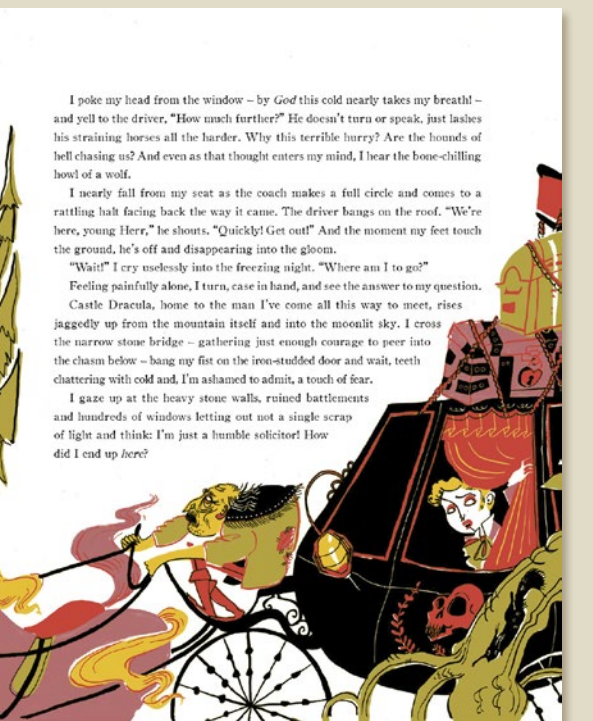 I poke my head from the window – by God this cold nearly takes my breath! –
and yell to the driver, “How much further?” He doesn’t turn or speak, just lashes
his straining horses all the harder. Why this terrible hurry? Are the hounds of
hell chasing us? And even as that thought enters my mind, I hear the bone-chilling
howl of a wolf.
I nearly fall from my seat as the coach makes a full circle and comes to a
rattling halt facing back the way it came. The driver bangs on the roof. “We’re
here, young Herr,” he shouts. “Quickly! Get out!” And the moment my feet touch
the ground, he’s off and disappearing into the gloom.
“Wait!” I cry uselessly into the freezing night. “Where am I to go?”
Feeling painfully alone, I turn, case in hand, and see the answer to my question.
Castle Dracula, home to the man I’ve come all this way to meet, rises
jaggedly up from the mountain itself and into the moonlit sky. I cross
the narrow stone bridge – gathering just enough courage to peer into
the chasm below – bang my fist on the iron-studded door and wait, teeth
chattering with cold and, I’m ashamed to admit, a touch of fear.
I gaze up at the heavy stone walls, ruined battlements
and hundreds of windows letting out not a single scrap
of light and think: I’m just a humble solicitor! How
did I end up here?